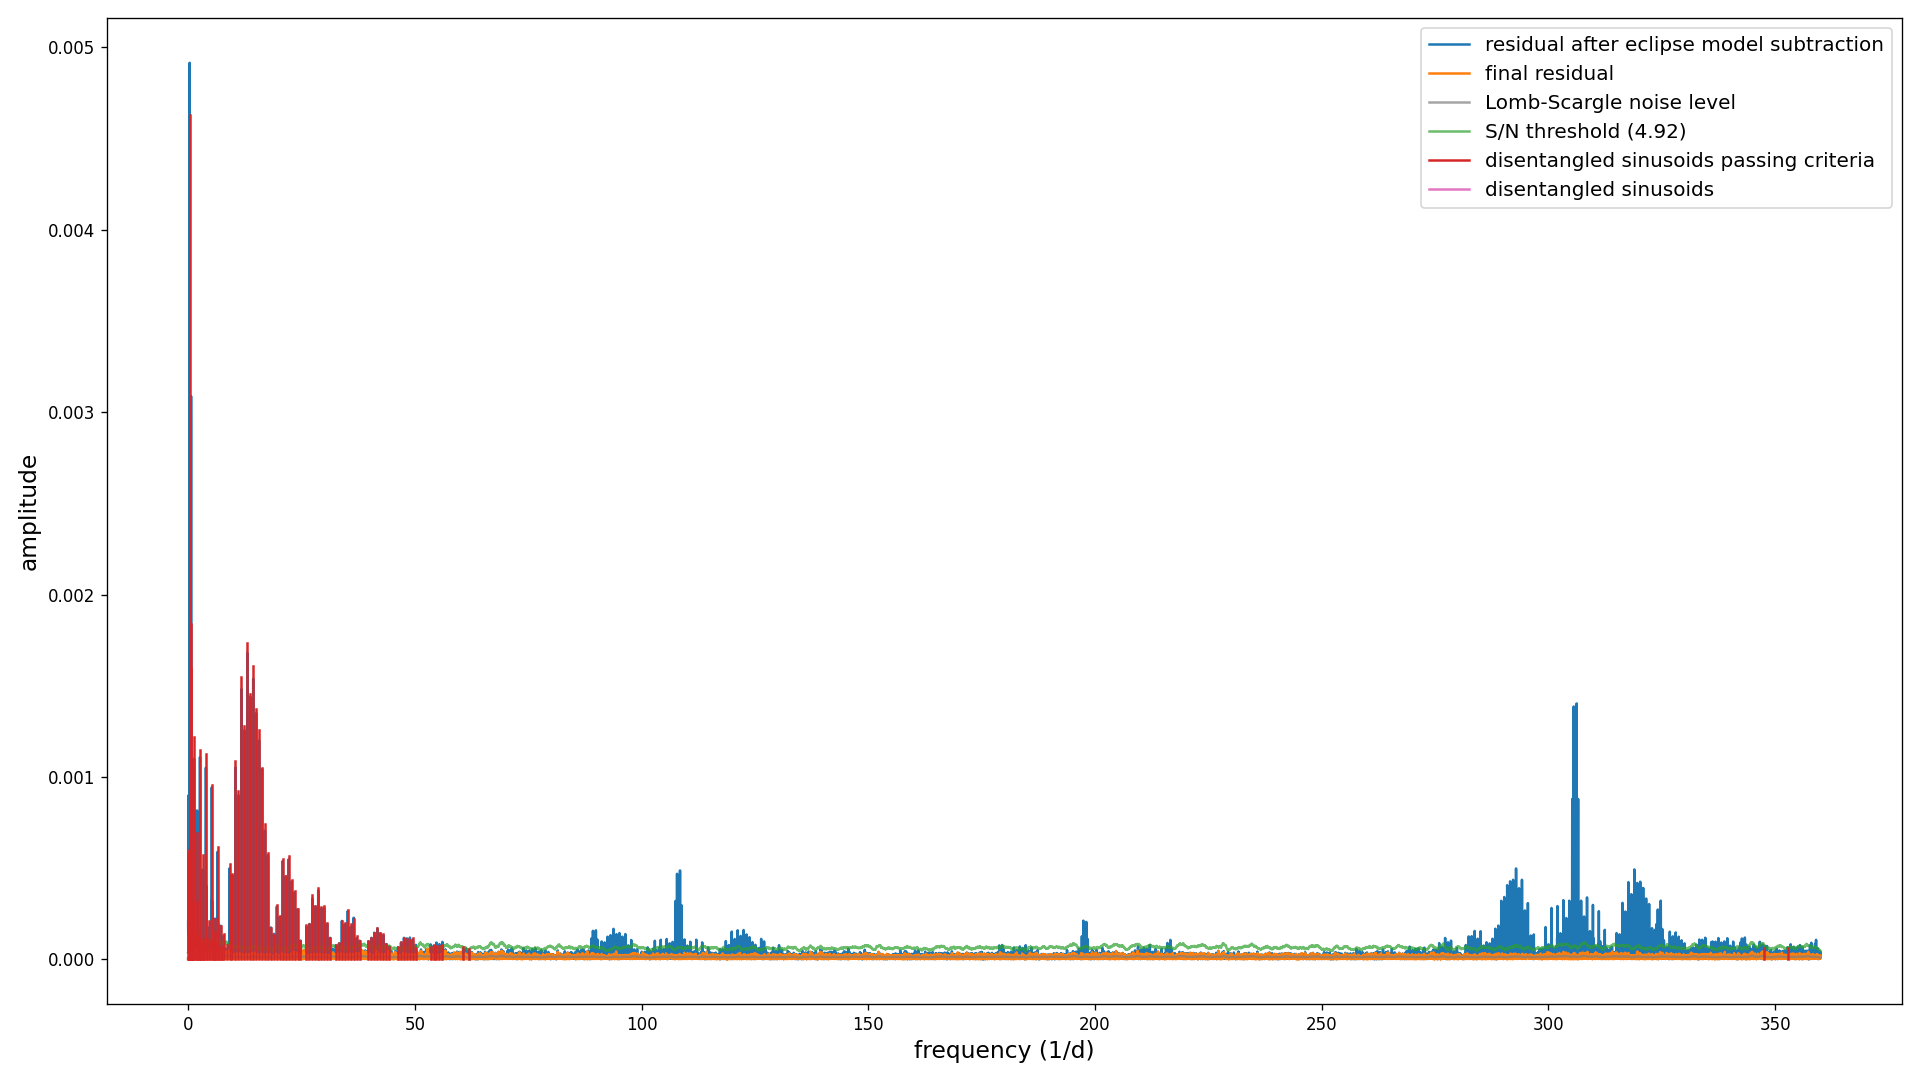 0.005
0.004
0.003
0.002
0.001
0.000
amplitude
residual after eclipse model subtraction
final residual
Lomb-Scargle noise level
S/N threshold (4.92)
disentangled sinusoids passing criteria
disentangled sinusoids
0 50 100 150 200 250 300 350
frequency (1/d)